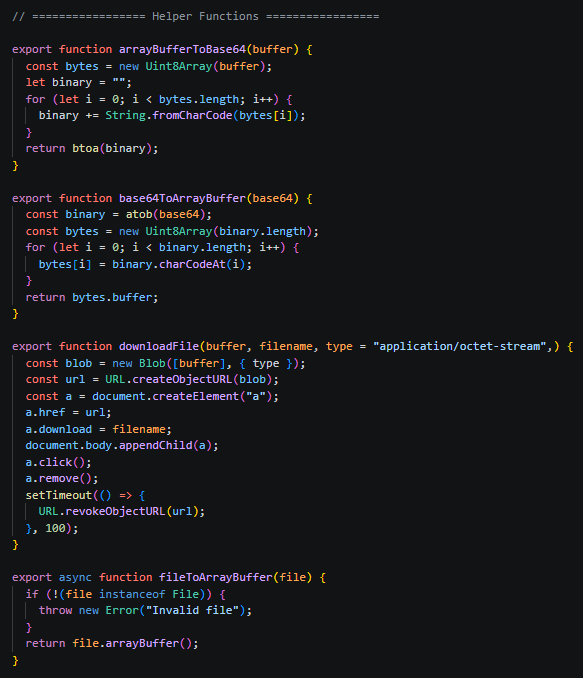 // ================= Helper Functions =================
export function arrayBufferToBase64(buffer) {
const bytes = new Uint8Array(buffer);
let binary = "";
for (let i = 0; i < bytes.length; i++) {
binary += String.fromCharCode(bytes[i]);
}
return btoa(binary);
}
export function base64ToArrayBuffer(base64) {
const binary = atob(base64);
const bytes = new Uint8Array(binary.length);
for (let i = 0; i < binary.length; i++) {
bytes[i] = binary.charCodeAt(i);
}
return bytes.buffer;
}
export function downloadFile(buffer, filename, type = "application/octet-stream",) {
const blob = new Blob([buffer], { type });
const url = URL.createObjectURL(blob);
const a = document.createElement("a");
a.href = url;
a.download = filename;
document.body.appendChild(a);
a.click();
a.remove();
setTimeout(() => {
URL.revokeObjectURL(url);
}, 100);
}
export async function fileToArrayBuffer(file) {
if (!(file instanceof File)) {
throw new Error("Invalid file");
}
return file.arrayBuffer();
}